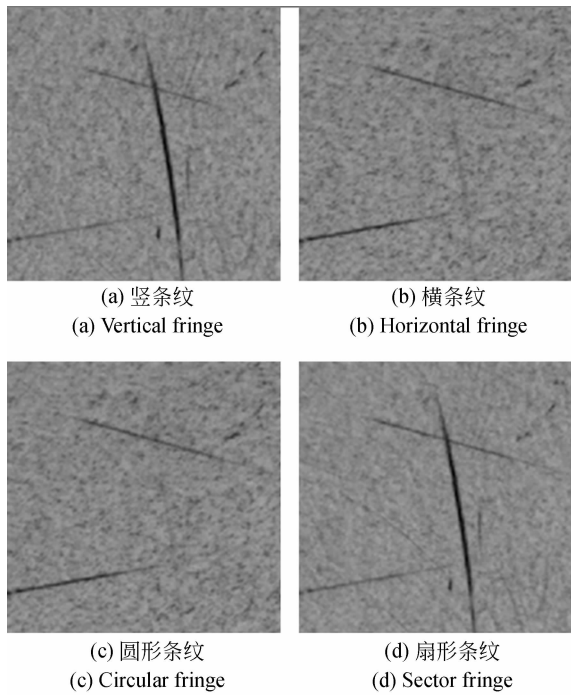 (a) 竖条纹
(a) Vertical fringe
(b) 横条纹
(b) Horizontal fringe
(c) 圆形条纹
(c) Circular fringe
(d) 扇形条纹
(d) Sector fringe